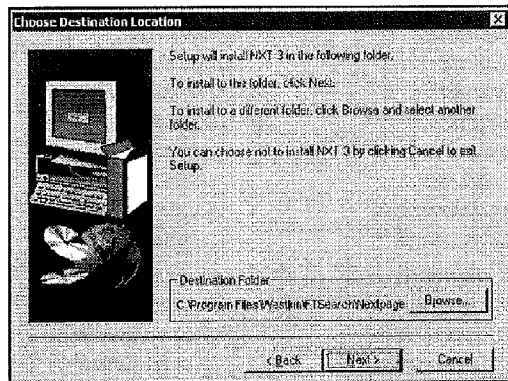 Choose Destination Location
Setup will install NXT 3 in the following folder.
To install to this folder, click Next.
To install to a different folder, click Browse and select another
folder.
You can choose not to install NXT 3 by clicking Cancel to exit
Setup.
Destination Folder
Browse...
< Back
Next >
Cancel